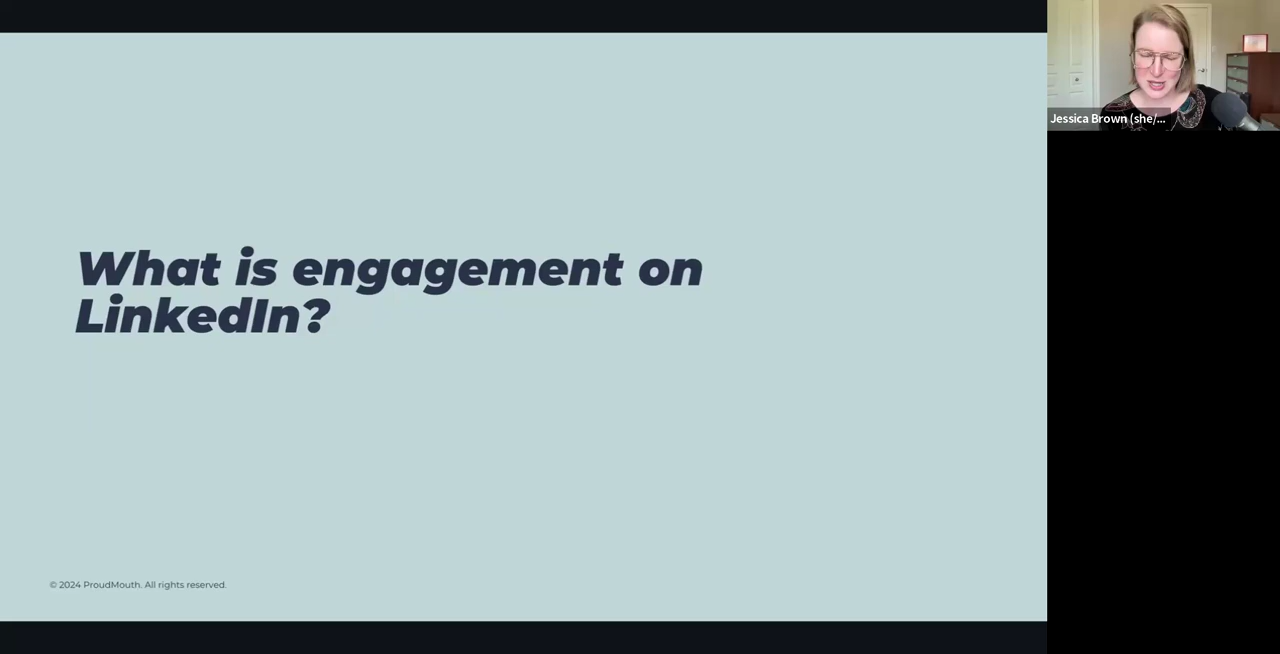 What is engagement on
LinkedIn?
© 2024 ProudMouth. All rights reserved.
Jessica Brown (she/...